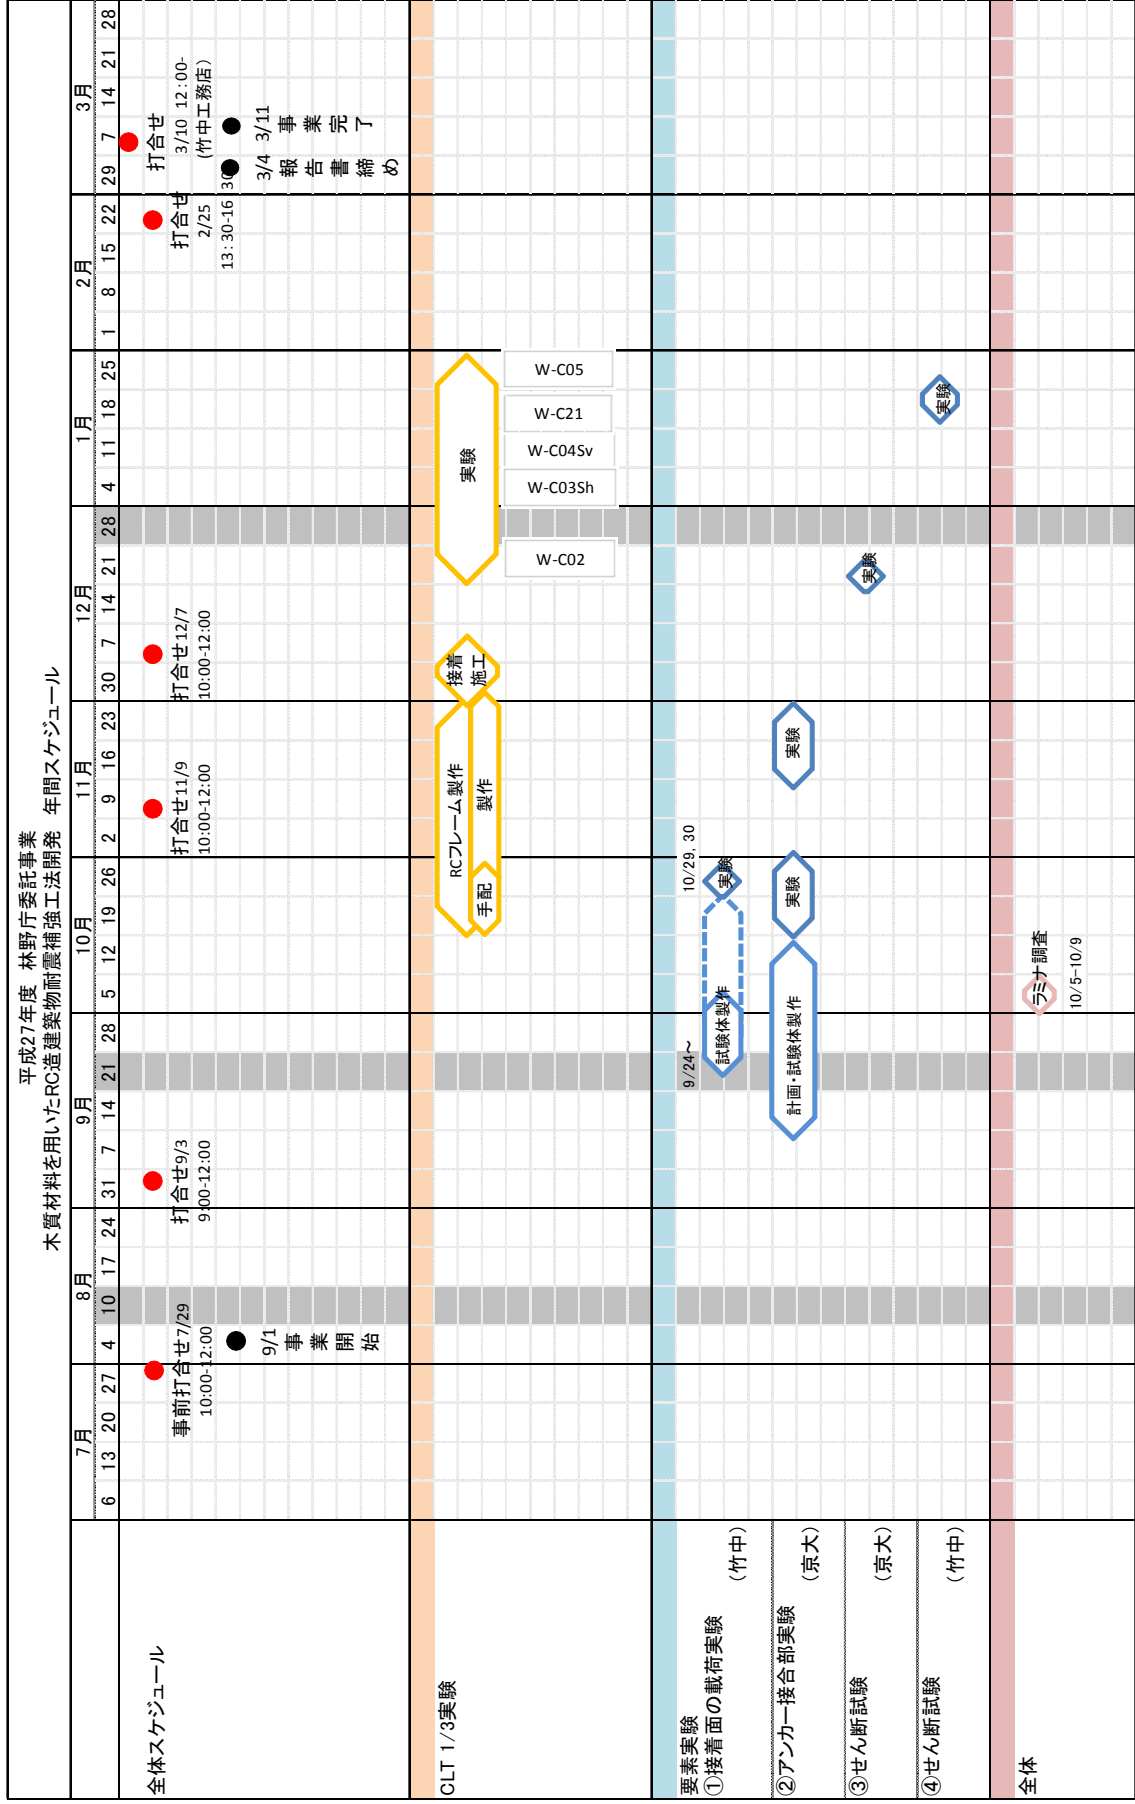 平成27年度 林野庁委託事業
木質材料を用いたRC造建築物耐震補強工法開発 年間スケジュール
7月 8月 9月 10月 11月 12月 1月 2月 3月
6 13 20 27 4 10 17 24 31 7 14 21 28 5 12 19 26 2 9 16 23 30 7 14 21 28 4 11 18 25 1 8 15 22 29 7 14 21 28
全体スケジュール
事前打合せ7/29
10:00-12:00
9/1
事業開始
打合せ9/3
9:00-12:00
打合せ11/9
10:00-12:00
打合せ12/7
10:00-12:00
打合せ
2/25
13:30-16:30
打合せ
3/10 12:00-
(竹中工務店)
3/4
報告書締め
3/11
事業完了
CLT 1/3実験
RCフレーム製作
手配
製作
接着
施工
実験
W-C02
W-C03Sh
W-C04Sv
W-C21
W-C05
要素実験
①接着面の載荷実験
(竹中)
9/24~
試験体製作
10/29, 30
実験
②アンカー接合部実験
(京大)
計画・試験体製作
実験
実験
③せん断試験
(京大)
実験
④せん断試験
(竹中)
実験
全体
ラミナ調査
10/5-10/9